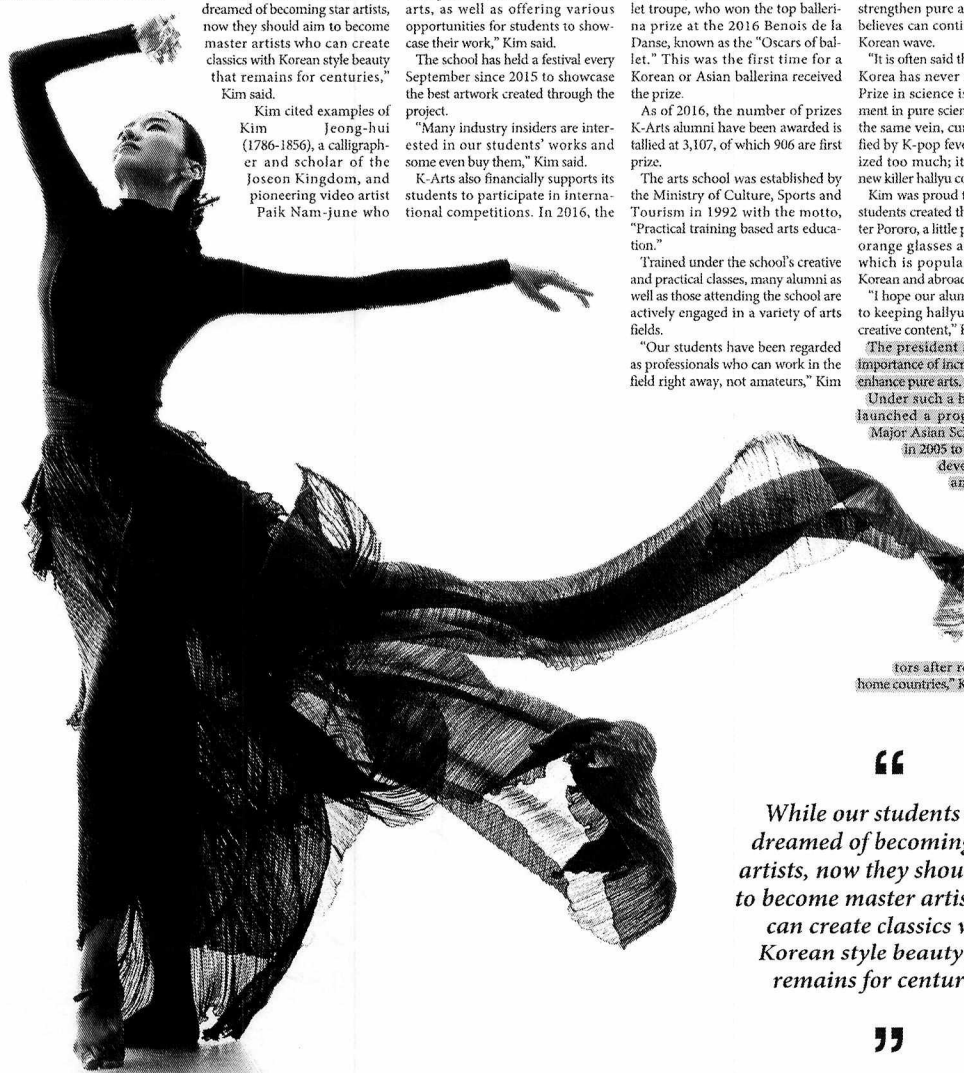 dreamed of becoming star artists,
now they should aim to become
master artists who can create
classics with Korean style beauty
that remains for centuries,"
Kim said.
Kim cited examples of
Kim Jeong-hui
(1786-1856), a calligraph-
er and scholar of the
Joseon Kingdom, and
pioneering video artist
Paik Nam-june who
arts, as well as offering various
opportunities for students to show-
case their work," Kim said.
The school has held a festival every
September since 2015 to showcase
the best artwork created through the
project.
"Many industry insiders are inter-
ested in our students' works and
some even buy them," Kim said.
K-Arts also financially supports its
students to participate in interna-
tional competitions. In 2016, the
let troupe, who won the top balleri-
na prize at the 2016 Benois de la
Danse, known as the "Oscars of bal-
let." This was the first time for a
Korean or Asian ballerina received
the prize.
As of 2016, the number of prizes
K-Arts alumni have been awarded is
tallied at 3,107, of which 906 are first
prize.
The arts school was established by
the Ministry of Culture, Sports and
Tourism in 1992 with the motto,
"Practical training based arts educa-
tion."
Trained under the school's creative
and practical classes, many alumni as
well as those attending the school are
actively engaged in a variety of arts
fields.
"Our students have been regarded
as professionals who can work in the
field right away, not amateurs," Kim
strengthen pure a
believes can conti
Korean wave.
"It is often said th
Korea has never
Prize in science is
ment in pure scien
the same vein, cur
fied by K-pop feve
ized too much; it
new killer hallyu co
Kim was proud t
students created th
ter Pororo, a little p
orange glasses a
which is popula
Korean and abroad
"I hope our alun
to keeping hallyu
creative content,"
The president
importance of incr
enhance pure arts.
Under such a b
launched a prog
Major Asian Sc
in 2005 to
deve
an
tors after re
home countries," K
“
While our students
dreamed of becoming
artists, now they shou
to become master artis
can create classics w
Korean style beauty
remains for centur
”